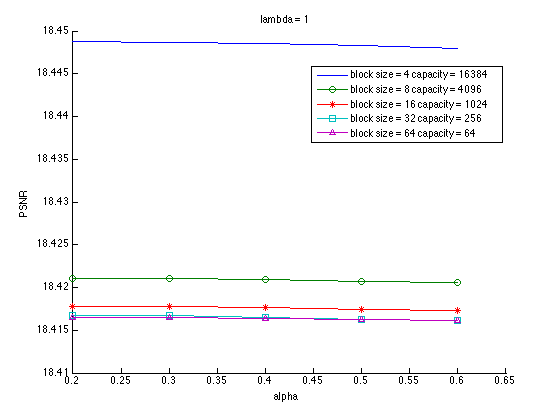 lambda = 1
18.45
18.445
18.44
18.435
18.43
18.425
18.42
18.415
18.41
PSNR
block size = 4 capacity = 16384
block size = 8 capacity = 4096
block size = 16 capacity = 1024
block size = 32 capacity = 256
block size = 64 capacity = 64
0.2 0.25 0.3 0.35 0.4 0.45 0.5 0.55 0.6 0.65
alpha